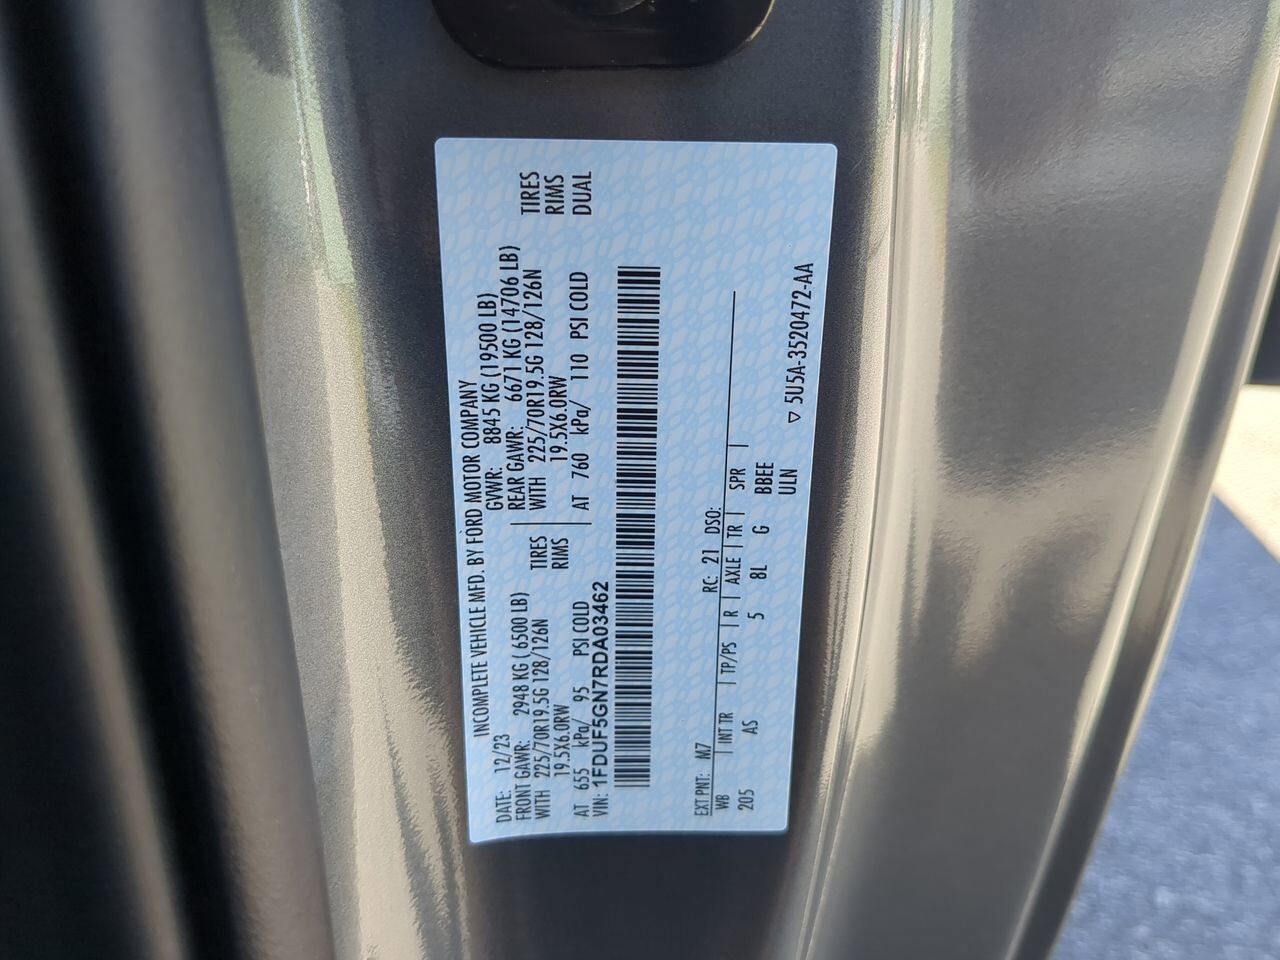 INCOMPLETE VEHICLE MFD. BY FORD MOTOR COMPANY
DATE: 12/23 GVWR: 8845 KG (19500 LB)
FRONT GAWR: 2948 KG ( 6500 LB) REAR GAWR: 6671 KG (14706 LB)
WITH 225/70R19.5G 128/126N TIRES WITH 225/70R19.5G 128/126N TIRES
19.5X6.0RW RIMS 19.5X6.0RW RIMS
AT 655 kPa/ 95 PSI COLD AT 760 kPa/ 110 PSI COLD DUAL
VIN: 1FDUF5GN7RDA03462
EXT PNT: M7 RC: 21 DSO:
WB | INT TR | TP/PS | R | AXLE | TR | SPR |
205 AS 5 8L G BBEE
ULN
▽ 5U5A-3520472-AA